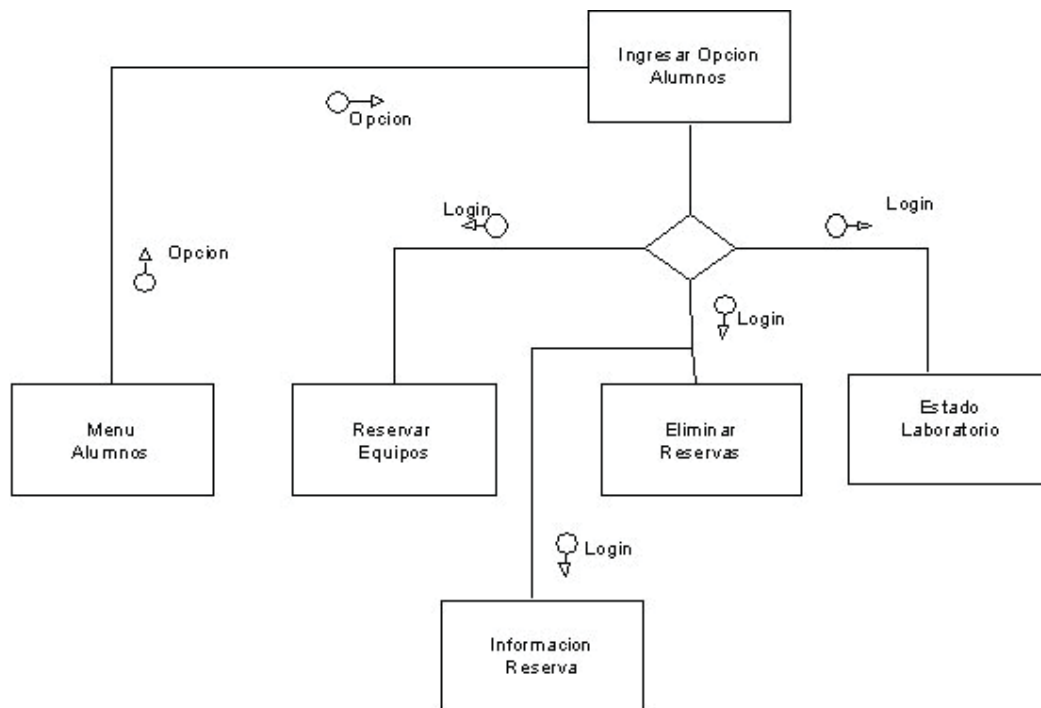 Ingresar Opcion
Alumnos
Opcion
Login
Login
Opcion
Login
Menu
Alumnos
Reservar
Equipos
Eliminar
Reservas
Estado
Laboratorio
Login
Informacion
Reserva